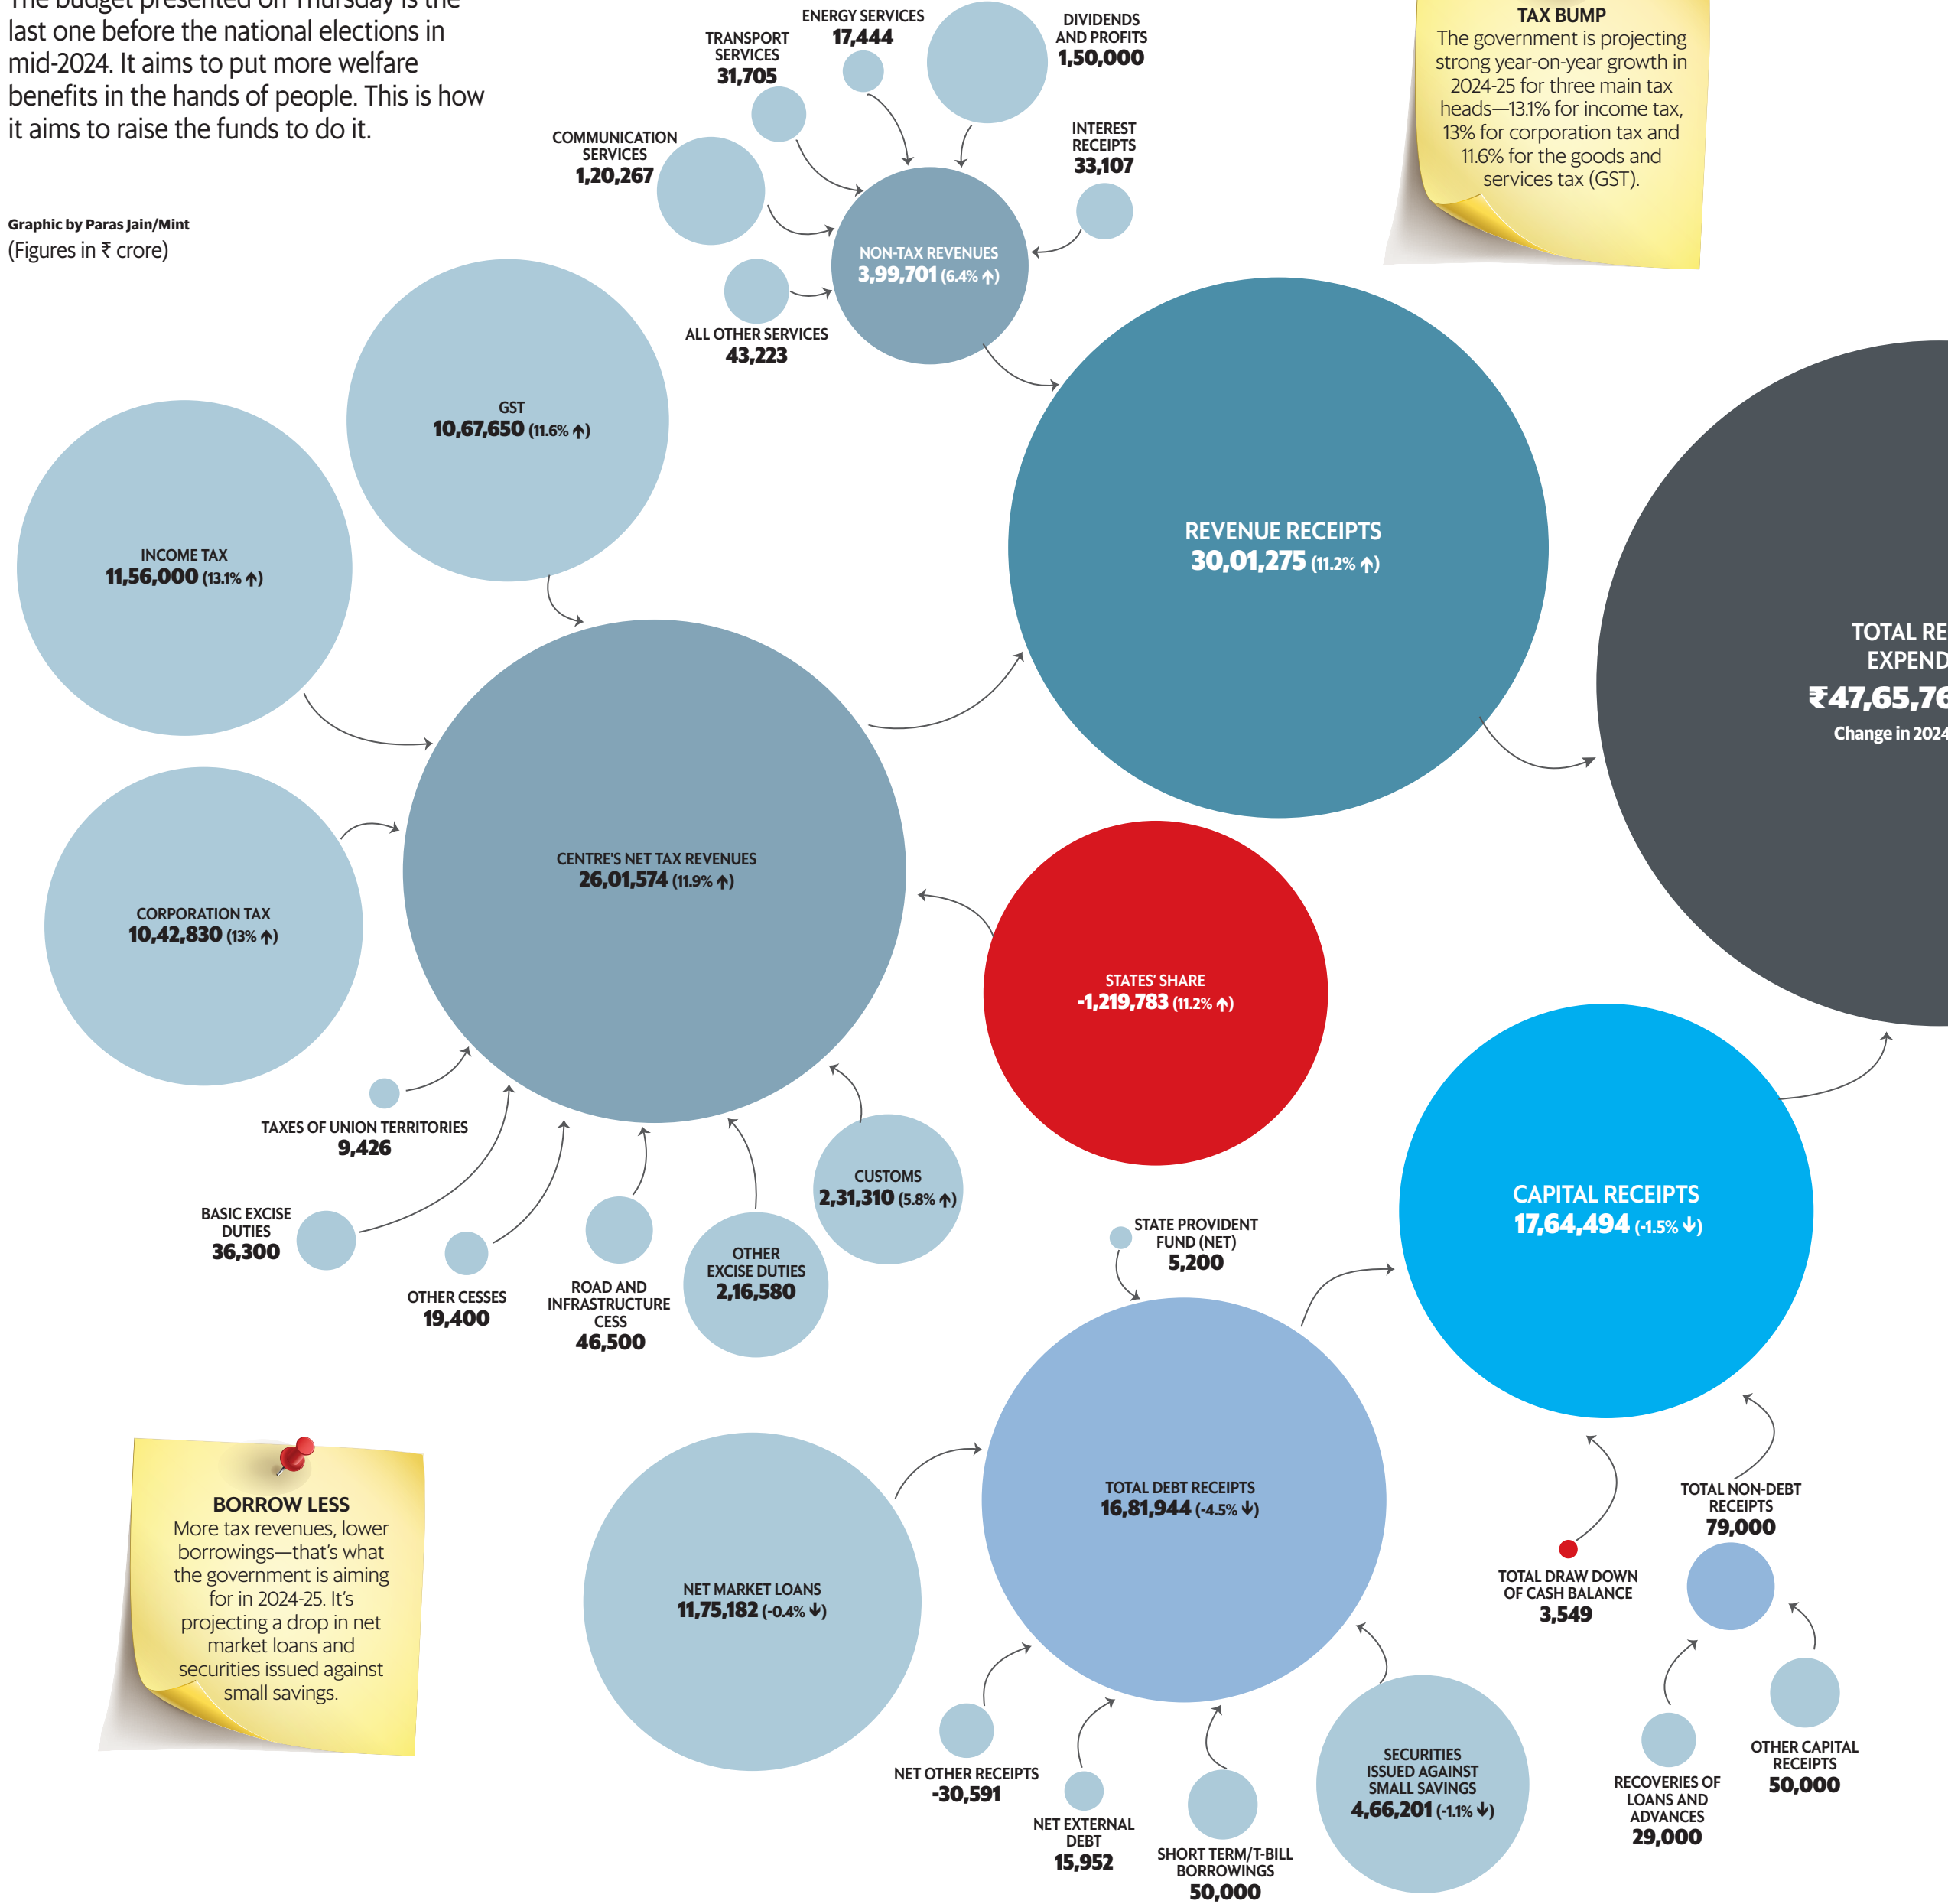 The budget presented on Thursday is the
last one before the national elections in
mid-2024. It aims to put more welfare
benefits in the hands of people. This is how
it aims to raise the funds to do it.
Graphic by Paras Jain/Mint
(Figures in ₹ crore)
ENERGY SERVICES
17,444
DIVIDENDS
AND PROFITS
1,50,000
TRANSPORT
SERVICES
31,705
COMMUNICATION
SERVICES
1,20,267
INTEREST
RECEIPTS
33,107
NON-TAX REVENUES
3,99,701 (6.4% ↑)
ALL OTHER SERVICES
43,223
TAX BUMP
The government is projecting
strong year-on-year growth in
2024-25 for three main tax
heads—13.1% for income tax,
13% for corporation tax and
11.6% for the goods and
services tax (GST).
GST
10,67,650 (11.6% ↑)
INCOME TAX
11,56,000 (13.1% ↑)
REVENUE RECEIPTS
30,01,275 (11.2% ↑)
TOTAL RE
EXPEND
₹47,65,76
Change in 2024
CENTRE'S NET TAX REVENUES
26,01,574 (11.9% ↑)
CORPORATION TAX
10,42,830 (13% ↑)
STATES' SHARE
-1,219,783 (11.2% ↑)
TAXES OF UNION TERRITORIES
9,426
BASIC EXCISE
DUTIES
36,300
OTHER CESSES
19,400
ROAD AND
INFRASTRUCTURE
CESS
46,500
OTHER
EXCISE DUTIES
2,16,580
CUSTOMS
2,31,310 (5.8% ↑)
CAPITAL RECEIPTS
17,64,494 (-1.5% ↓)
STATE PROVIDENT
FUND (NET)
5,200
TOTAL DEBT RECEIPTS
16,81,944 (-4.5% ↓)
TOTAL NON-DEBT
RECEIPTS
79,000
TOTAL DRAW DOWN
OF CASH BALANCE
3,549
BORROW LESS
More tax revenues, lower
borrowings—that's what
the government is aiming
for in 2024-25. It's
projecting a drop in net
market loans and
securities issued against
small savings.
NET MARKET LOANS
11,75,182 (-0.4% ↓)
NET OTHER RECEIPTS
-30,591
NET EXTERNAL
DEBT
15,952
SHORT TERM/T-BILL
BORROWINGS
50,000
SECURITIES
ISSUED AGAINST
SMALL SAVINGS
4,66,201 (-1.1% ↓)
RECOVERIES OF
LOANS AND
ADVANCES
29,000
OTHER CAPITAL
RECEIPTS
50,000